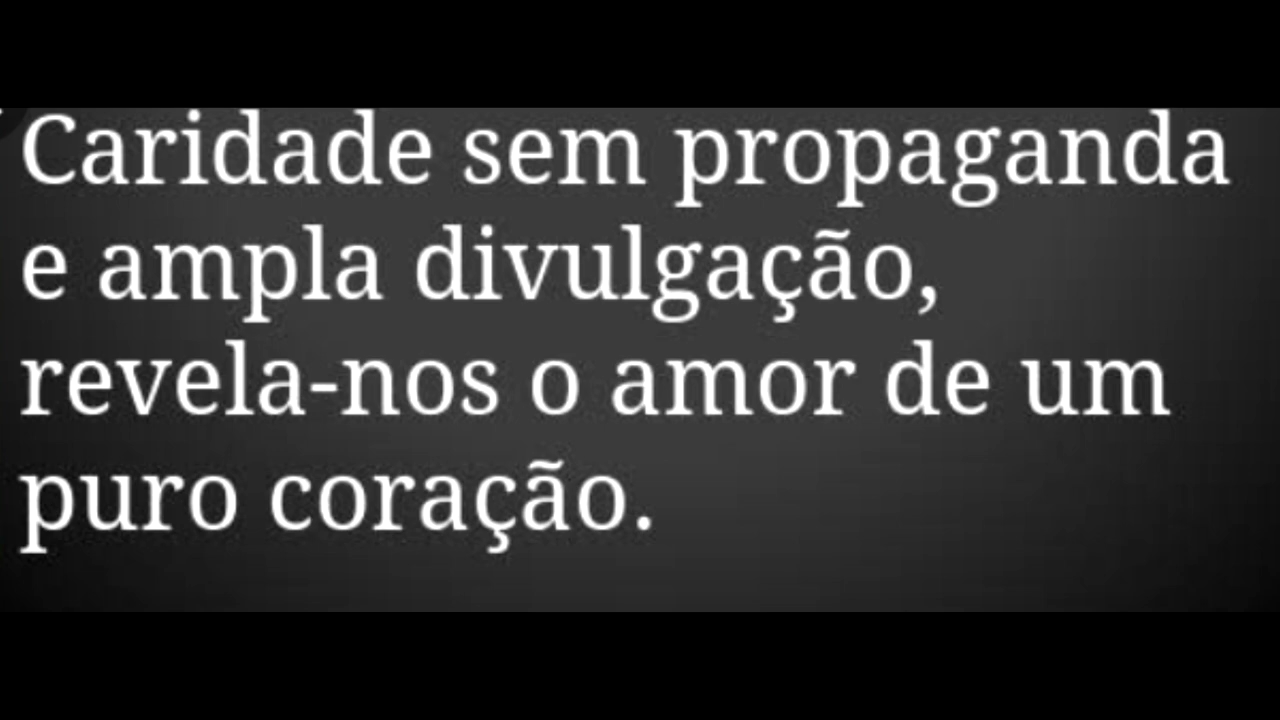 Caridade sem propaganda
e ampla divulgação,
revela-nos o amor de um
puro coração.